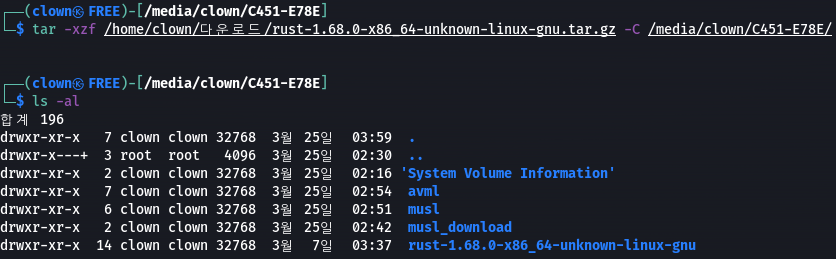 ┌──(clown㉿FREE)-[/media/clown/C451-E78E]
└─$ tar -xzf /home/clown/다운로드/rust-1.68.0-x86_64-unknown-linux-gnu.tar.gz -C /media/clown/C451-E78E/
┌──(clown㉿FREE)-[/media/clown/C451-E78E]
└─$ ls -al
합계 196
drwxr-xr-x 7 clown clown 32768 3월 25일 03:59 .
drwxr-x---+ 3 root root 4096 3월 25일 02:30 ..
drwxr-xr-x 2 clown clown 32768 3월 25일 02:16 'System Volume Information'
drwxr-xr-x 7 clown clown 32768 3월 25일 02:54 avml
drwxr-xr-x 6 clown clown 32768 3월 25일 02:51 musl
drwxr-xr-x 2 clown clown 32768 3월 25일 02:42 musl_download
drwxr-xr-x 14 clown clown 32768 3월 7일 03:37 rust-1.68.0-x86_64-unknown-linux-gnu